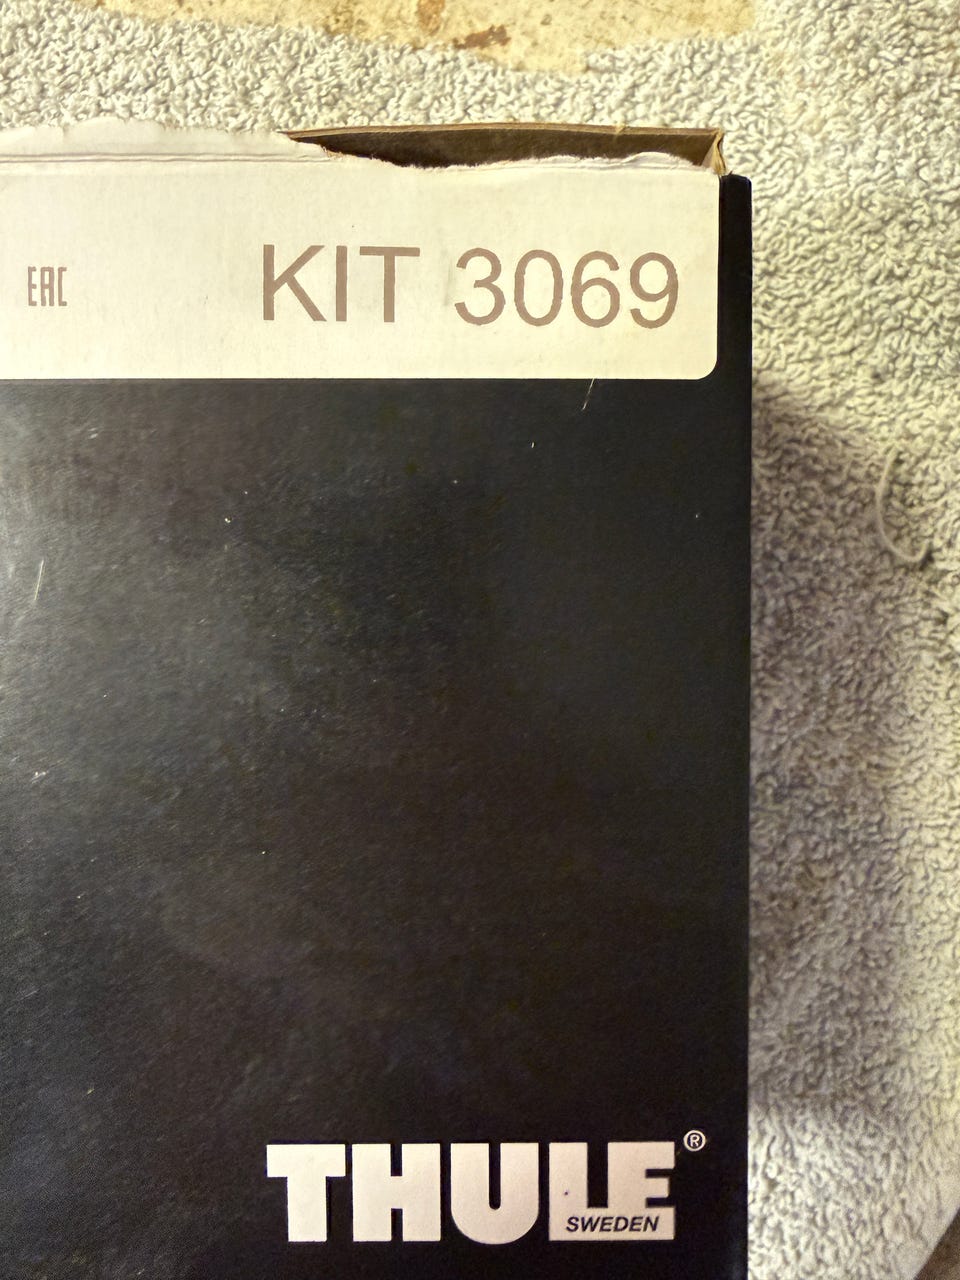 EAC
KIT 3069
THULE®
SWEDEN